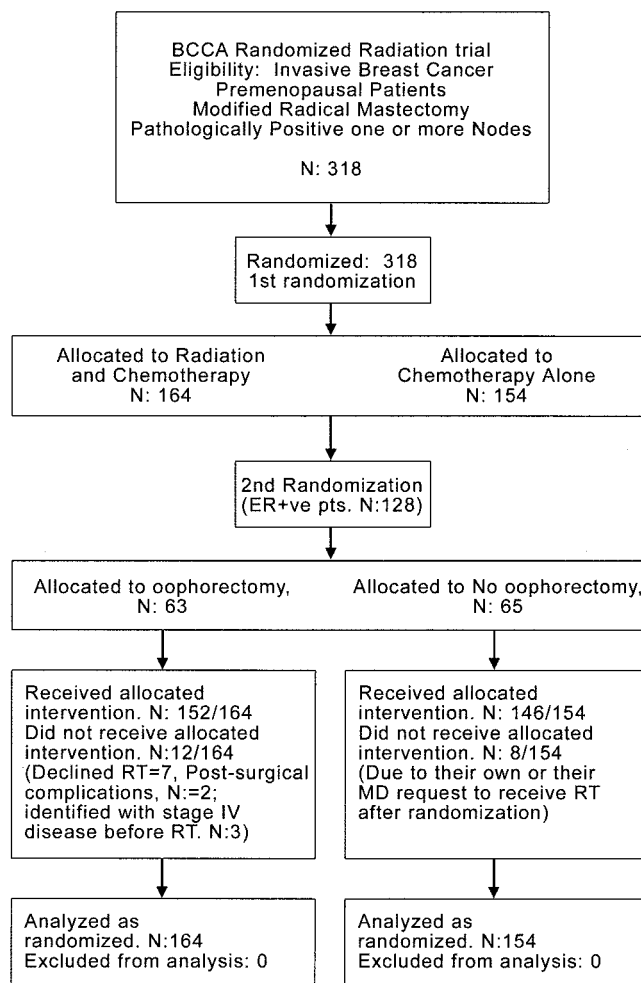 BCCA Randomized Radiation trial
Eligibility: Invasive Breast Cancer
Premenopausal Patients
Modified Radical Mastectomy
Pathologically Positive one or more Nodes
N: 318
Randomized: 318
1st randomization
Allocated to Radiation
and Chemotherapy
N: 164
Allocated to
Chemotherapy Alone
N: 154
2nd Randomization
(ER+ve pts. N:128)
Allocated to oophorectomy,
N: 63
Allocated to No oophorectomy,
N: 65
Received allocated
intervention. N: 152/164
Did not receive allocated
intervention. N:12/164
(Declined RT=7, Post-surgical
complications, N:=2;
identified with stage IV
disease before RT. N:3)
Received allocated
intervention. N: 146/154
Did not receive allocated
intervention. N: 8/154
(Due to their own or their
MD request to receive RT
after randomization)
Analyzed as
randomized. N:164
Excluded from analysis: 0
Analyzed as
randomized. N:154
Excluded from analysis: 0